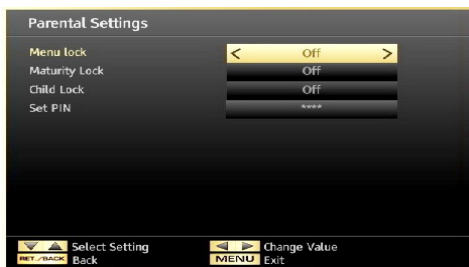 Parental Settings
Menu lock < Off >
Maturity Lock Off
Child Lock Off
Set PIN ****
Select Setting Change Value
RET./BACK Back MENU Exit